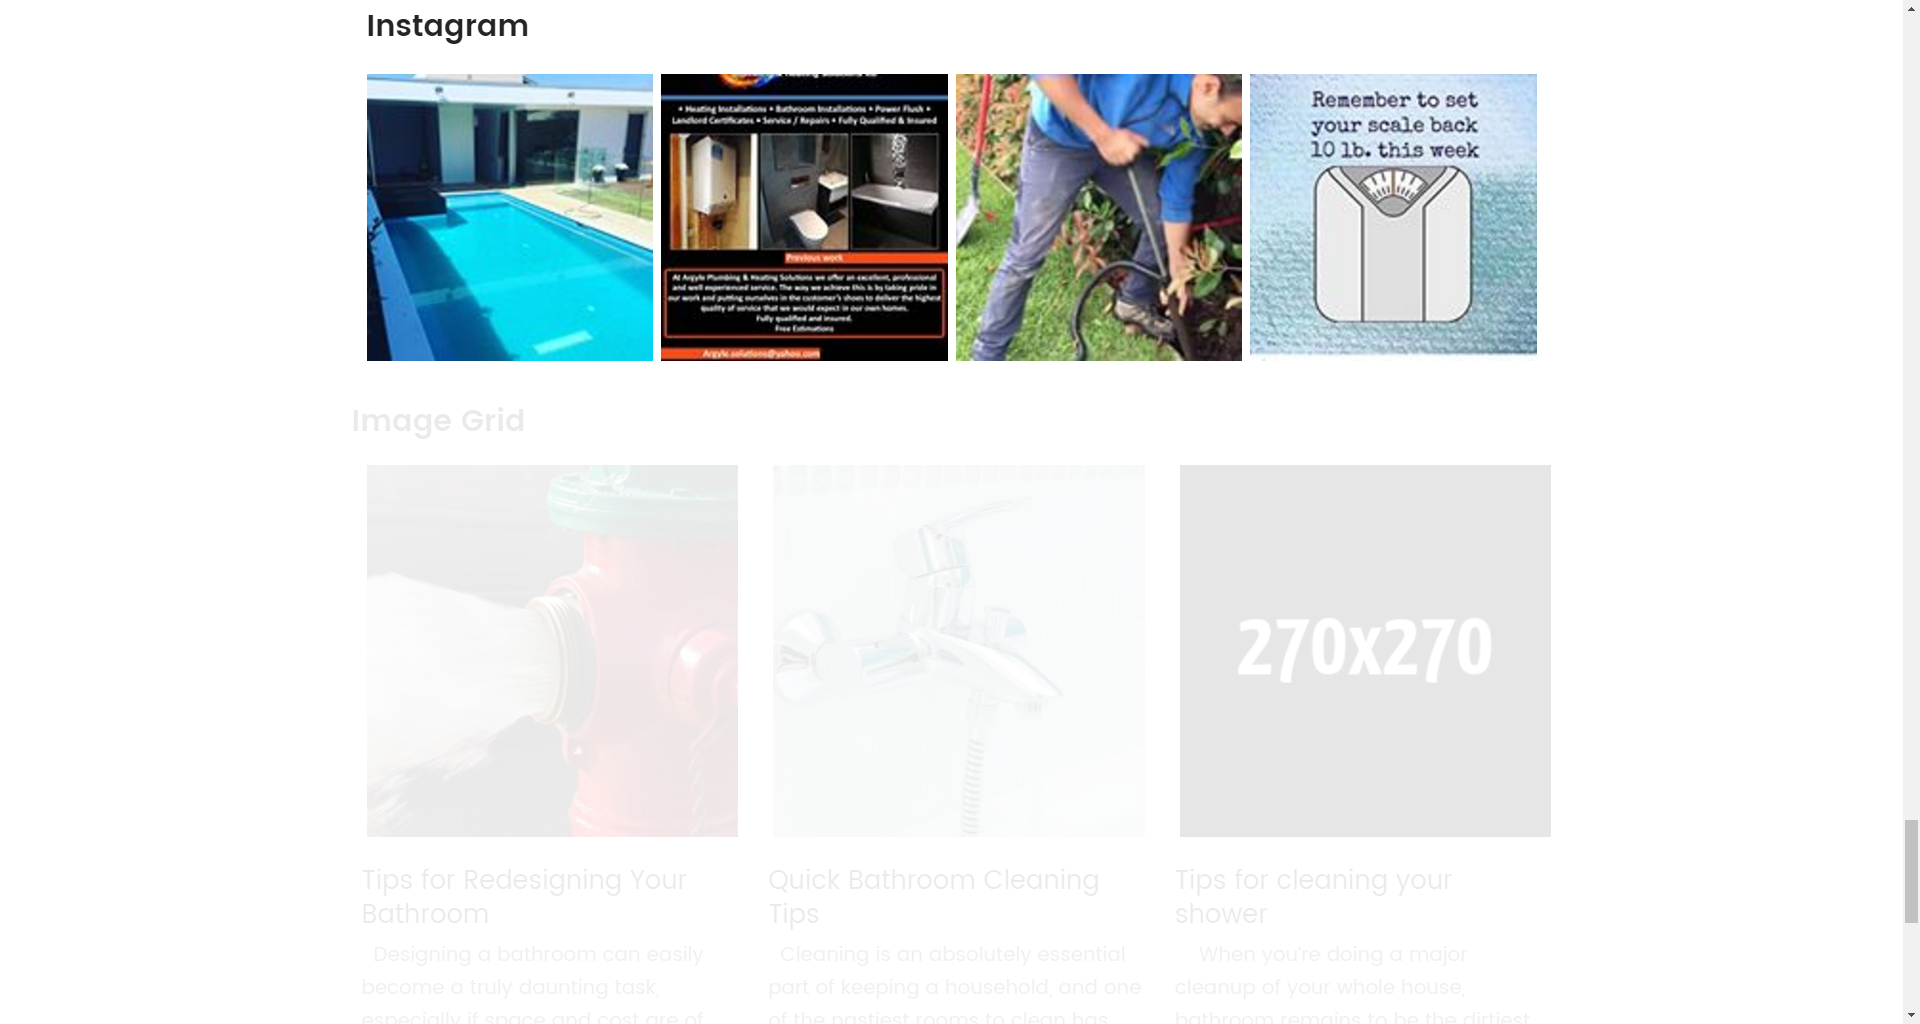 Instagram
• Heating Installations • Bathroom Installations • Power Flush •
Landlord Certificates • Service / Repairs • Fully Qualified & Insured
Previous work
At Argyle Plumbing & Heating Solutions we offer an excellent, professional
and well experienced service. The way we achieve this is by taking pride in
our work and putting ourselves in the customer's shoes to deliver the highest
quality of service that we would expect in our own homes.
Fully qualified and insured.
Free Estimations
Argyle.solutions@yahoo.com
Remember to set
your scale back
10 lb. this week
Image Grid
270x270
Tips for Redesigning Your
Bathroom
Designing a bathroom can easily
become a truly daunting task,
especially if space and cost are of
Quick Bathroom Cleaning
Tips
Cleaning is an absolutely essential
part of keeping a household, and one
of the nastiest rooms to clean has
Tips for cleaning your
shower
When you're doing a major
cleanup of your whole house,
bathroom remains to be the dirtiest